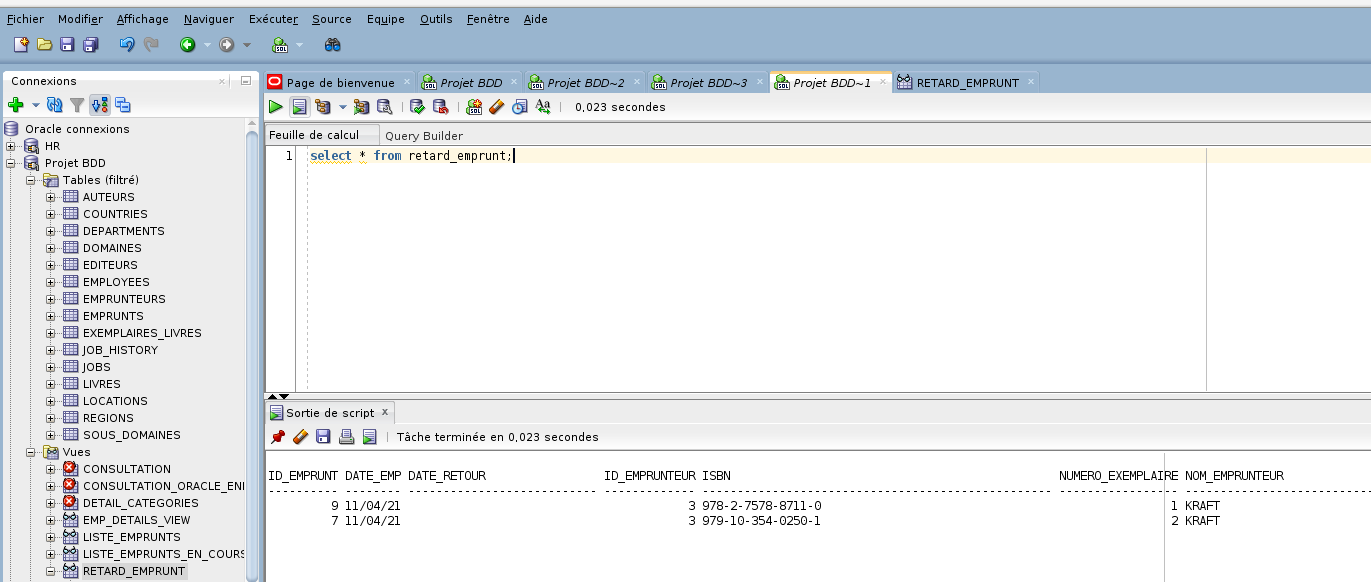 Fichier Modifier Affichage Naviguer Exécuter Source Equipe Outils Fenêtre Aide
Connexions
Oracle connexions
HR
Projet BDD
Tables (filtré)
AUTEURS
COUNTRIES
DEPARTMENTS
DOMAINES
EDITEURS
EMPLOYEES
EMPRUNTEURS
EMPRUNTS
EXEMPLAIRES_LIVRES
JOB_HISTORY
JOBS
LIVRES
LOCATIONS
REGIONS
SOUS_DOMAINES
Vues
CONSULTATION
CONSULTATION_ORACLE_ENI
DETAIL_CATEGORIES
EMP_DETAILS_VIEW
LISTE_EMPRUNTS
LISTE_EMPRUNTS_EN_COURS
RETARD_EMPRUNT
Page de bienvenue Projet BDD Projet BDD~2 Projet BDD~3 Projet BDD~1 RETARD_EMPRUNT
0,023 secondes
Feuille de calcul Query Builder
1 select * from retard_emprunt;
Sortie de script x
Tâche terminée en 0,023 secondes
ID_EMPRUNT DATE_EMP DATE_RETOUR ID_EMPRUNTEUR ISBN NUMERO_EXEMPLAIRE NOM_EMPRUNTEUR
9 11/04/21 3 978-2-7578-8711-0 1 KRAFT
7 11/04/21 3 979-10-354-0250-1 2 KRAFT